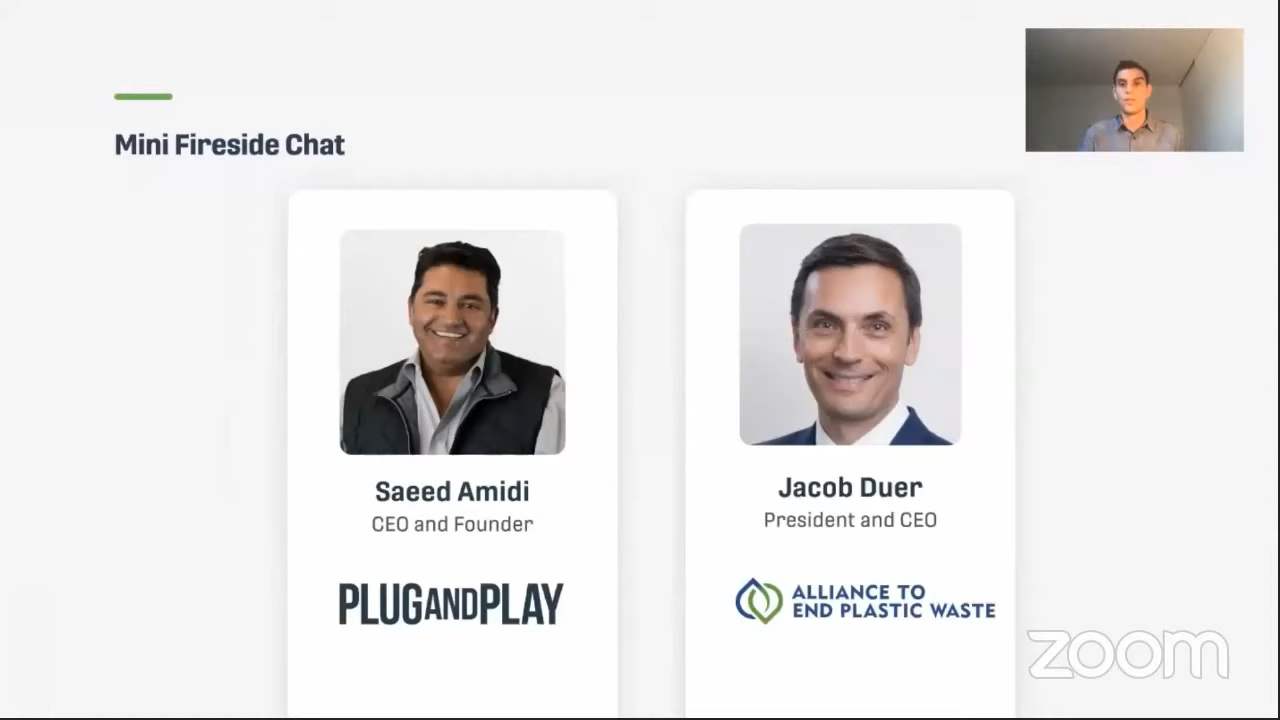 Mini Fireside Chat
Saeed Amidi
CEO and Founder
PLUGANDPLAY
Jacob Duer
President and CEO
ALLIANCE TO
END PLASTIC WASTE
zoom